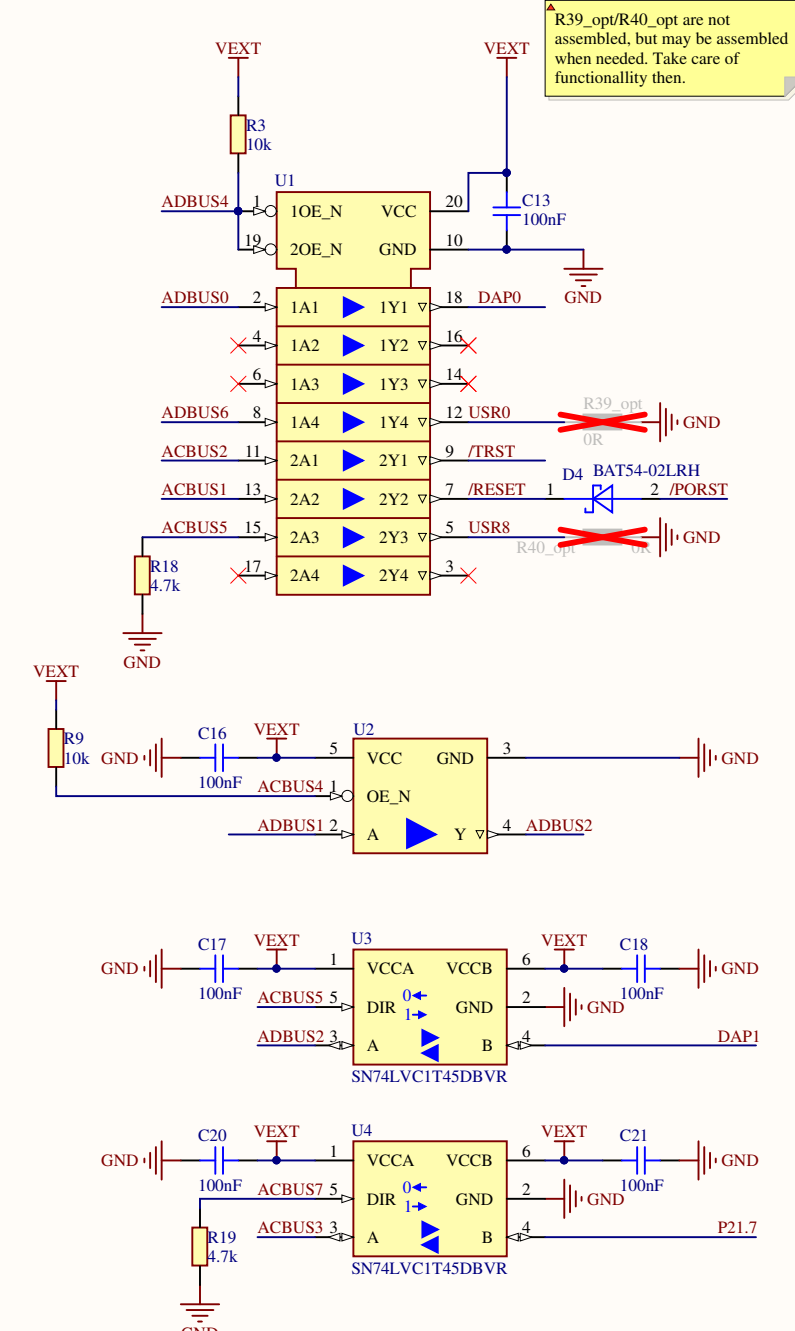 R39_opt/R40_opt are not
assembled, but may be assembled
when needed. Take care of
functionallity then.
VEXT
VEXT
R3
10k
U1
ADBUS4 1 1OE_N VCC 20
C13
100nF
19 2OE_N GND 10
GND
ADBUS0 2 1A1 1Y1 18 DAP0
4 1A2 1Y2 16
6 1A3 1Y3 14
R39_opt
ADBUS6 8 1A4 1Y4 12 USR0 GND
0R
ACBUS2 11 2A1 2Y1 9 /TRST
D4 BAT54-02LRH
ACBUS1 13 2A2 2Y2 7 /RESET 1 2 /PORST
ACBUS5 15 2A3 2Y3 5 USR8 GND
R40_opt 0R
R18
4.7k
17 2A4 2Y4 3
GND
VEXT
R9
10k
C16
100nF
VEXT
U2
GND 5 VCC GND 3 GND
ACBUS4 1 OE_N
ADBUS1 2 A Y 4 ADBUS2
C17 VEXT U3 VEXT C18
GND 1 VCCA VCCB 6 GND
100nF 100nF
ACBUS5 5 DIR 0 GND 2 GND
1
ADBUS2 3 A B 4 DAP1
SN74LVC1T45DBVR
C20 VEXT U4 VEXT C21
GND 1 VCCA VCCB 6 GND
100nF 100nF
ACBUS7 5 DIR 0 GND 2 GND
1
ACBUS3 3 A B 4 P21.7
R19
4.7k
SN74LVC1T45DBVR
GND